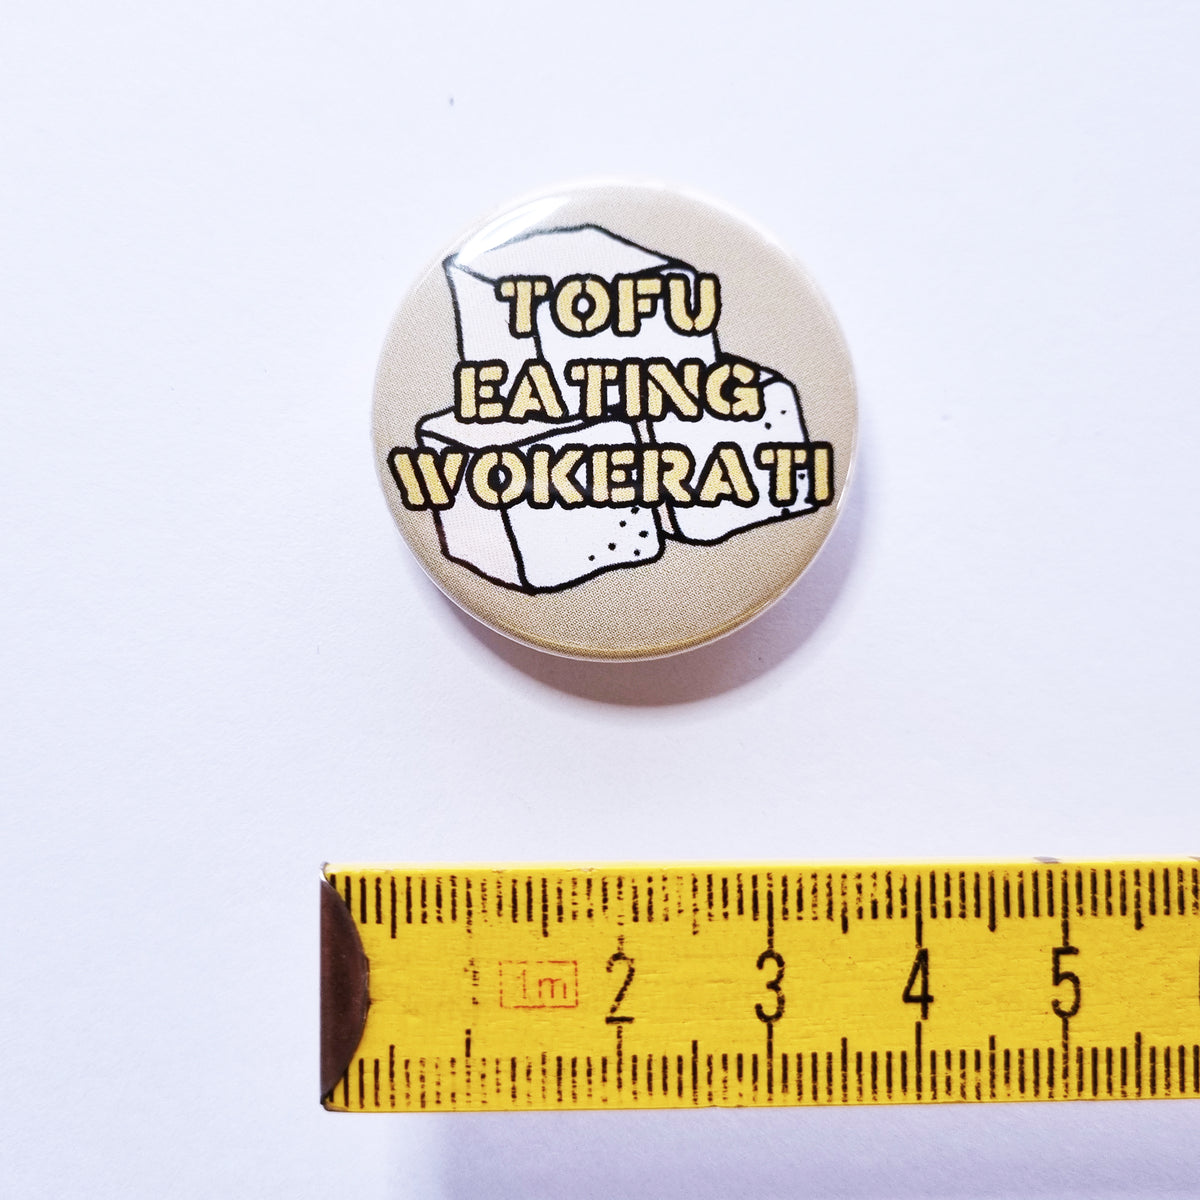 TOFU
EATING
WOKERATI
1m 2 3 4 5